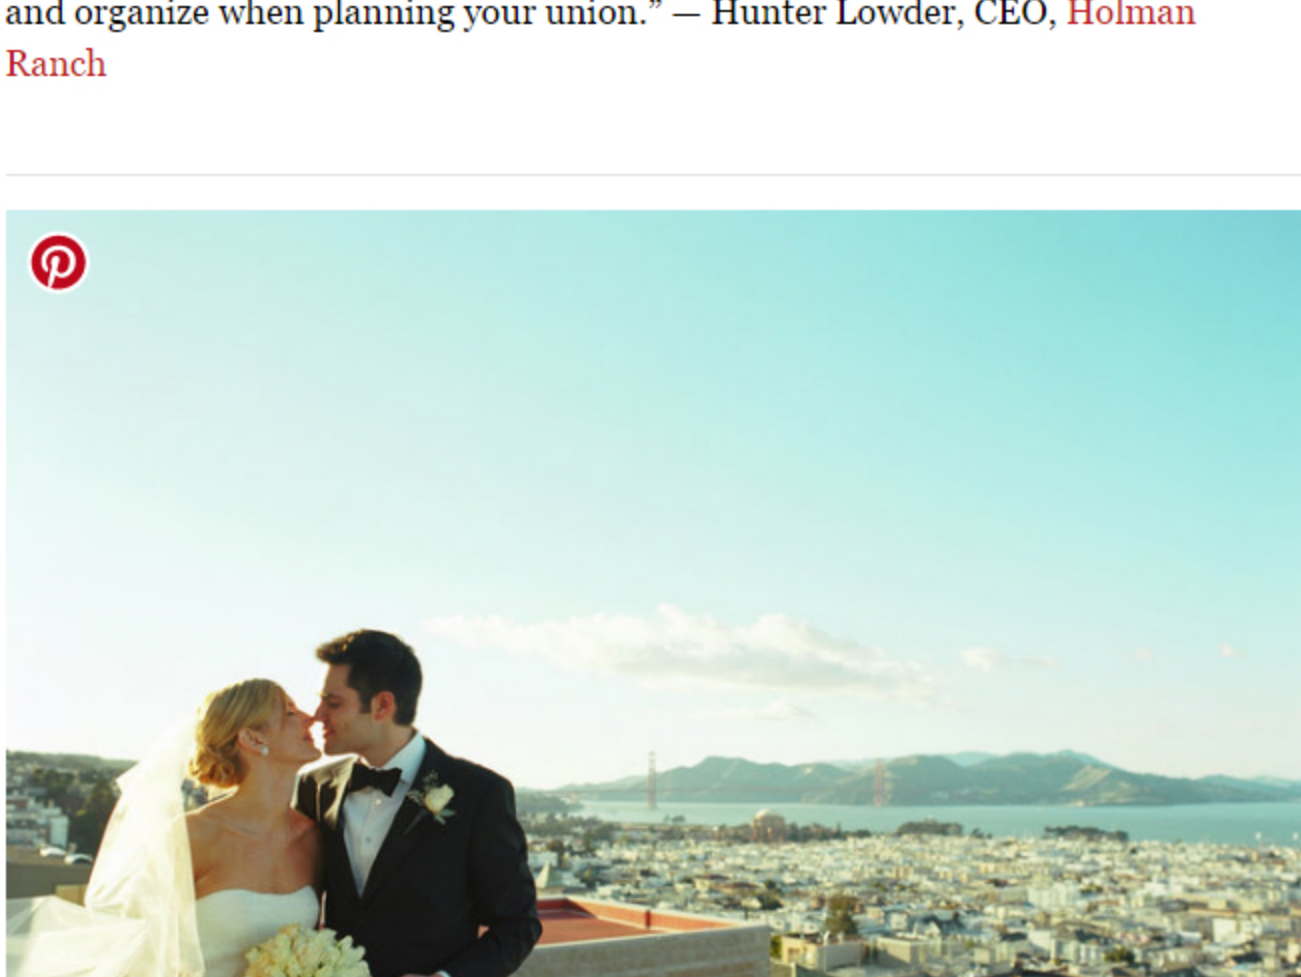 and organize when planning your union.” — Hunter Lowder, CEO, Holman
Ranch